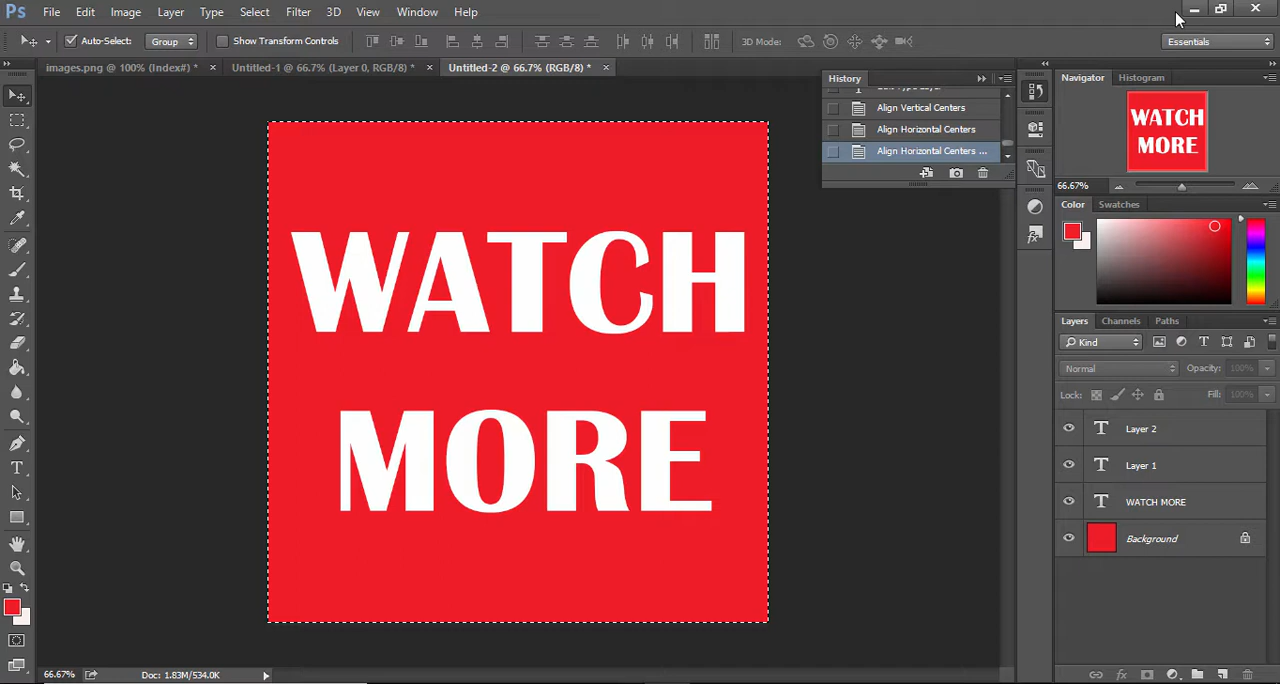 Ps File Edit Image Layer Type Select Filter 3D View Window Help
Auto-Select: Group Show Transform Controls 3D Mode: Essentials
images.png @ 100% (Index#) * × Untitled-1 @ 66.7% (Layer 0, RGB/8) * × Untitled-2 @ 66.7% (RGB/8) * ×
History
Align Vertical Centers
Align Horizontal Centers
Align Horizontal Centers ...
Navigator Histogram
WATCH
MORE
66.67%
Color Swatches
WATCH
MORE
Layers Channels Paths
Kind
Normal Opacity: 100%
Lock: Fill: 100%
Layer 2
Layer 1
WATCH MORE
Background
66.67% Doc: 1.83M/534.0K